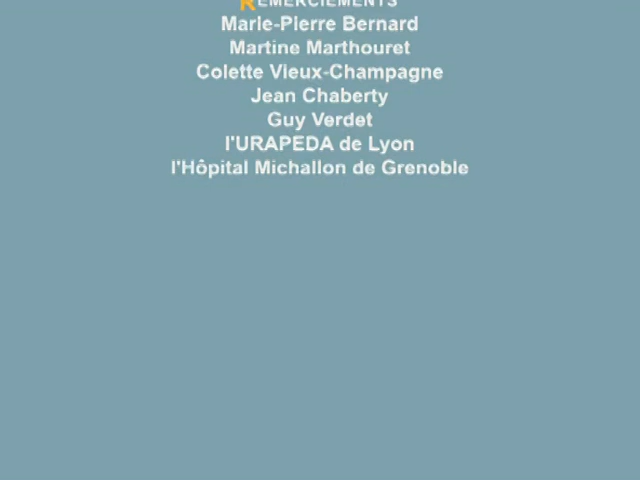 REMERCIEMENTS
Marie-Pierre Bernard
Martine Marthouret
Colette Vieux-Champagne
Jean Chaberty
Guy Verdet
l'URAPEDA de Lyon
l'Hôpital Michallon de Grenoble